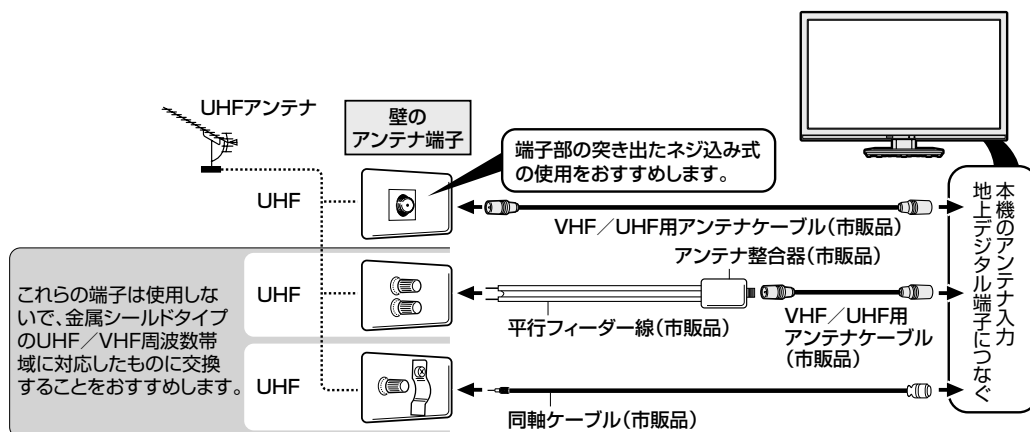 UHFアンテナ
壁の
アンテナ端子
端子部の突き出たネジ込み式
の使用をおすすめします。
UHF
VHF／UHF用アンテナケーブル（市販品）
アンテナ整合器（市販品）
これらの端子は使用しな
いで、金属シールドタイプ
のUHF／VHF周波数帯
域に対応したものに交換
することをおすすめします。
UHF
平行フィーダー線（市販品）
VHF／UHF用
アンテナケーブル
（市販品）
UHF
同軸ケーブル（市販品）
本機のアンテナ入力
地上デジタル端子につなぐ